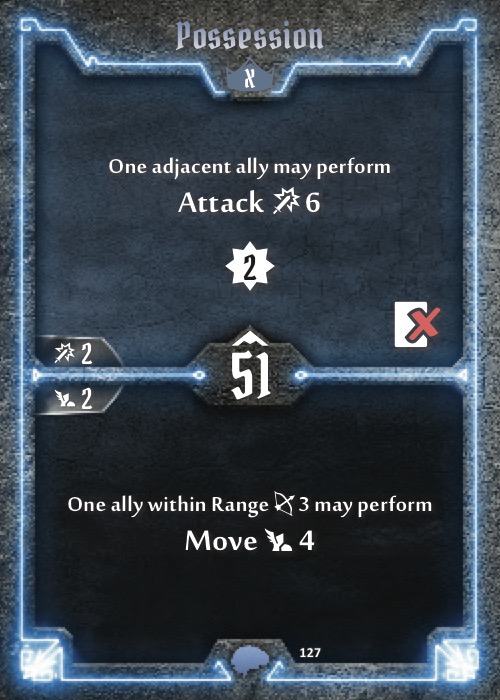 Possession
X
One adjacent ally may perform
Attack 6
2
2
51
2
One ally within Range 3 may perform
Move 4
127